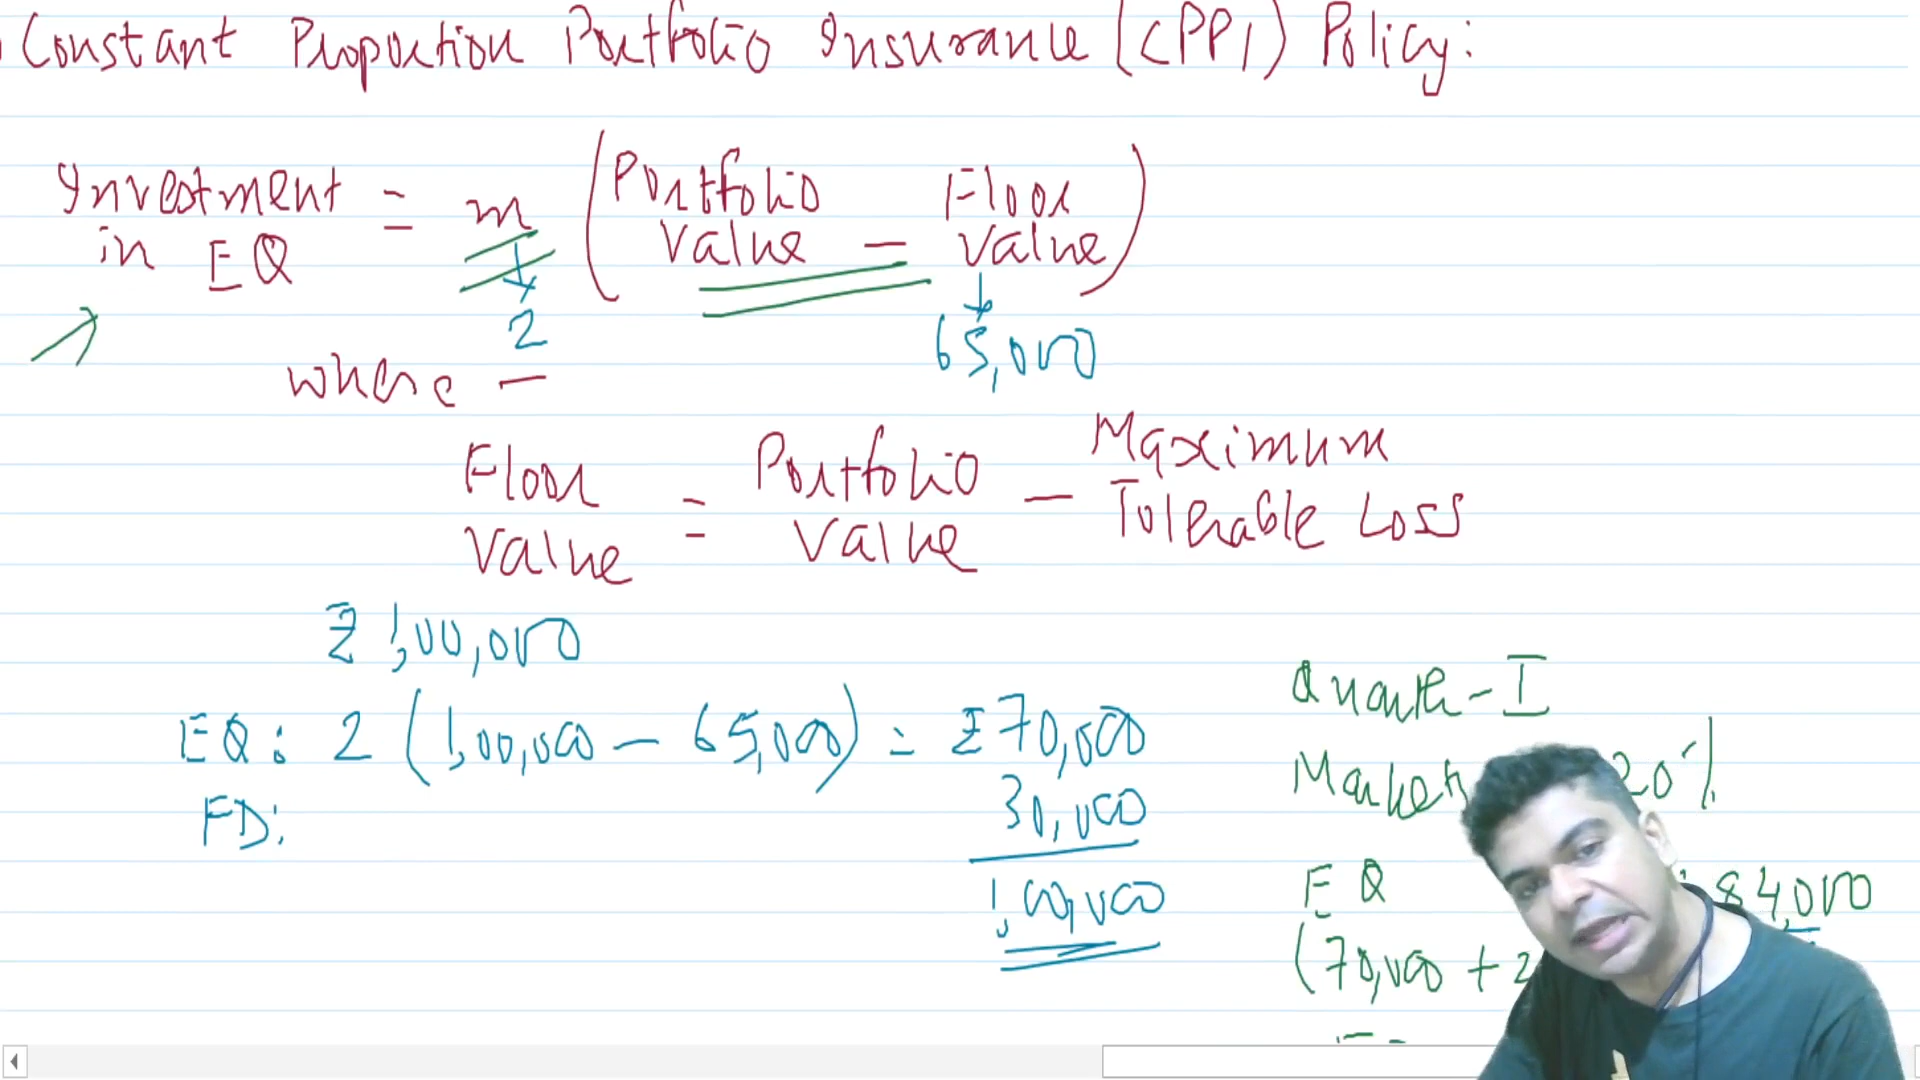 Constant Proportion Portfolio Insurance (CPPI) Policy:
Investment in EQ = m (Portfolio Value - Floor Value)
2
65,000
where -
Floor Value = Portfolio Value - Maximum Tolerable Loss
₹ 1,00,000
EQ: 2 (1,00,000 - 65,000) = ₹ 70,000
FD: 30,000
1,00,000
Quarter-I
Market 20%
EQ 84,000
(70,000 + 2